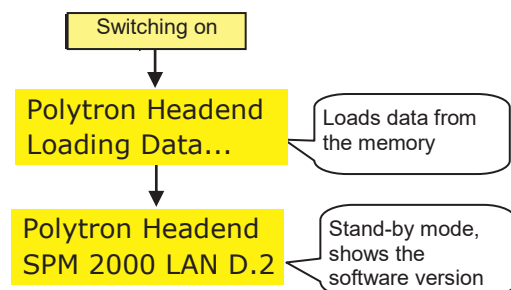 Switching on
Polytron Headend
Loading Data...
Loads data from
the memory
Polytron Headend
SPM 2000 LAN D.2
Stand-by mode,
shows the
software version